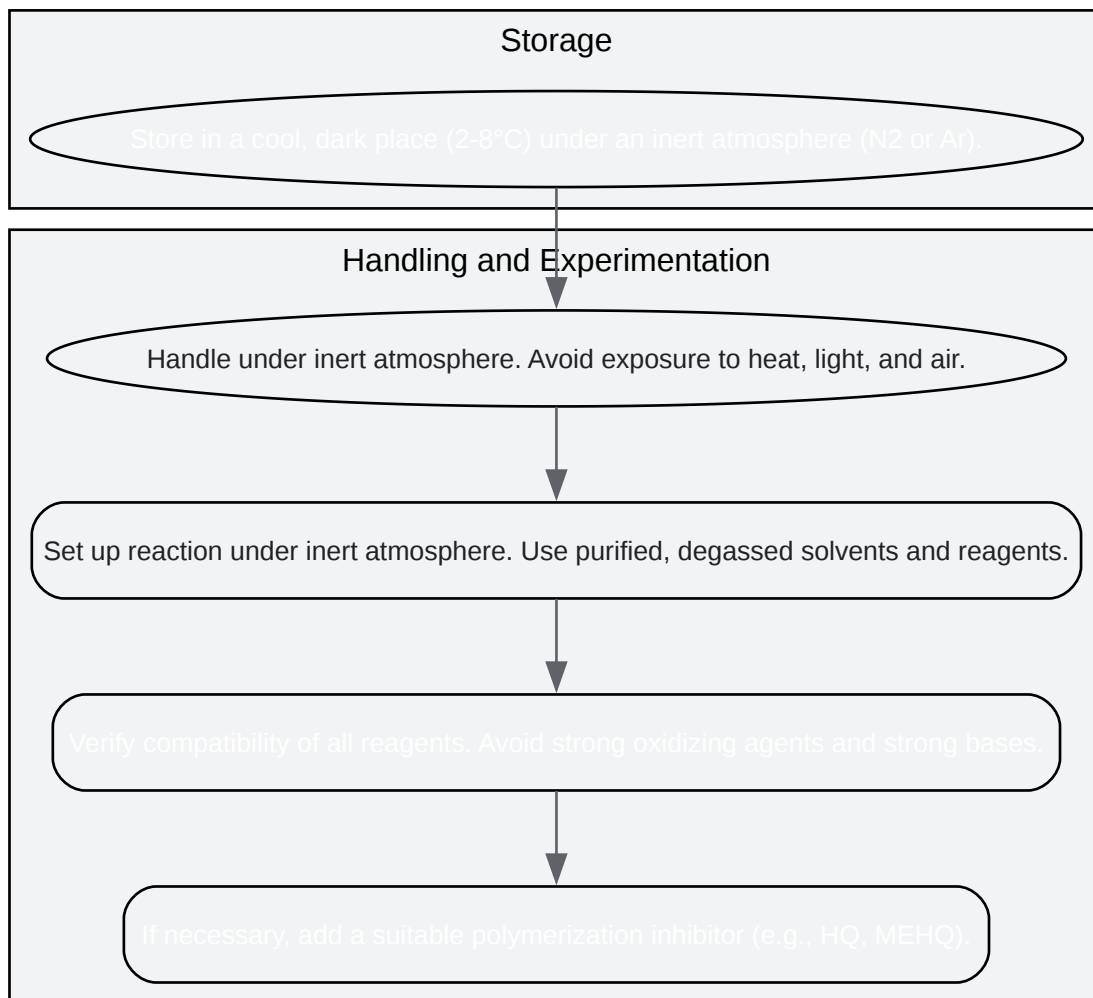 Storage
Store in a cool, dark place (2-8°C) under an inert atmosphere (N2 or Ar).
Handling and Experimentation
Handle under inert atmosphere. Avoid exposure to heat, light, and air.
Set up reaction under inert atmosphere. Use purified, degassed solvents and reagents.
Verify compatibility of all reagents. Avoid strong oxidizing agents and strong bases.
If necessary, add a suitable polymerization inhibitor (e.g., HQ, MEHQ).